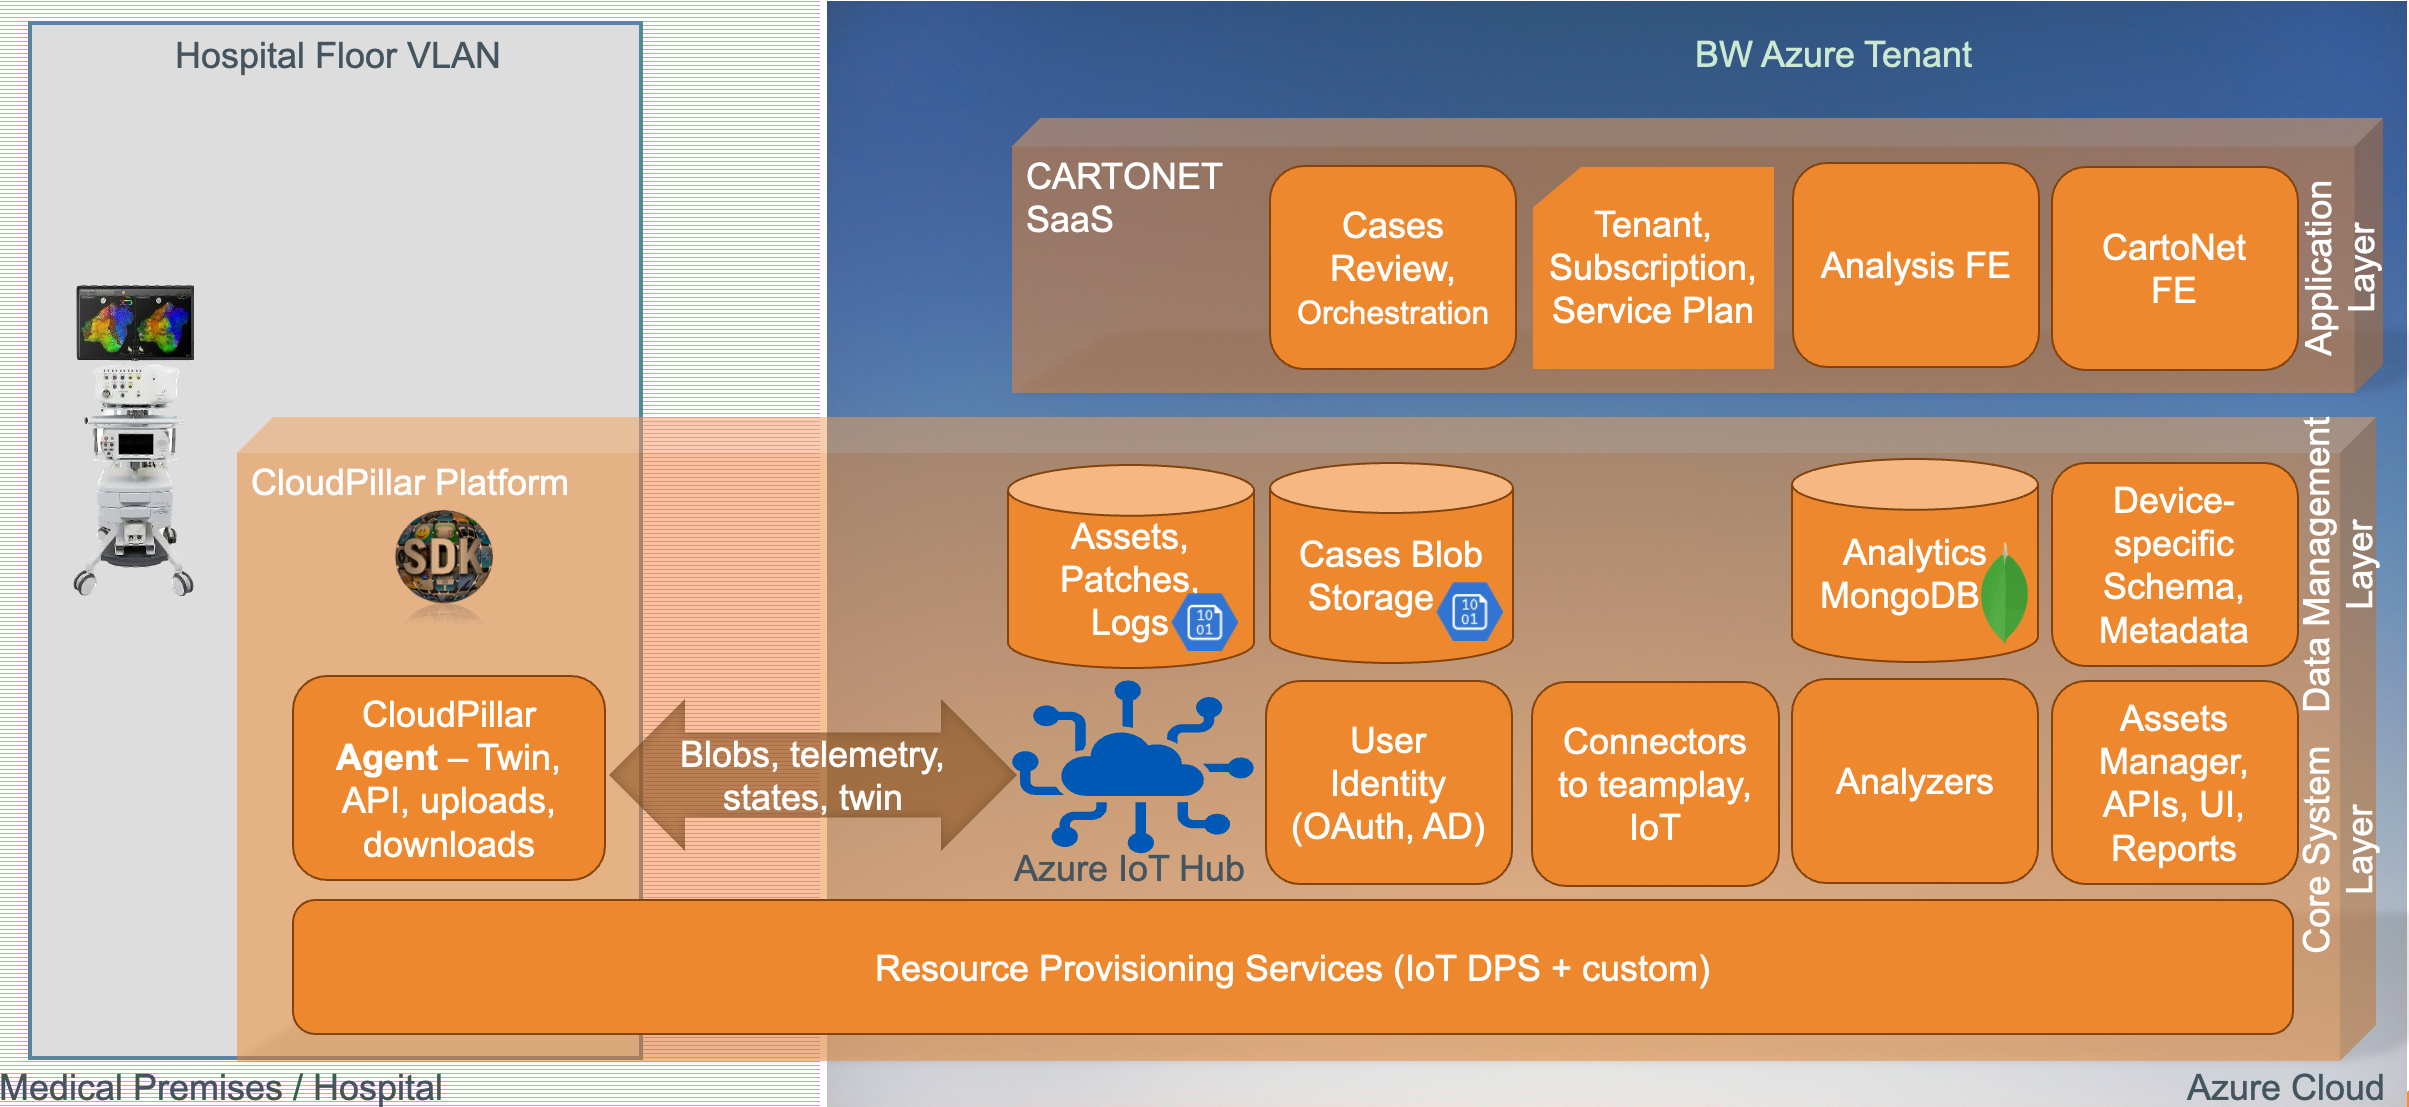 Hospital Floor VLAN
BW Azure Tenant
CARTONET
SaaS
Cases
Review,
Orchestration
Tenant,
Subscription,
Service Plan
Analysis FE
CartoNet
FE
Application
Layer
CloudPillar Platform
SDK
Assets,
Patches,
Logs
10
01
Cases Blob
Storage
10
01
Analytics
MongoDB
Device-
specific
Schema,
Metadata
Data Management
Layer
CloudPillar
Agent – Twin,
API, uploads,
downloads
Blobs, telemetry,
states, twin
Azure IoT Hub
User
Identity
(OAuth, AD)
Connectors
to teamplay,
IoT
Analyzers
Assets
Manager,
APIs, UI,
Reports
Core System
Layer
Resource Provisioning Services (IoT DPS + custom)
Medical Premises / Hospital
Azure Cloud